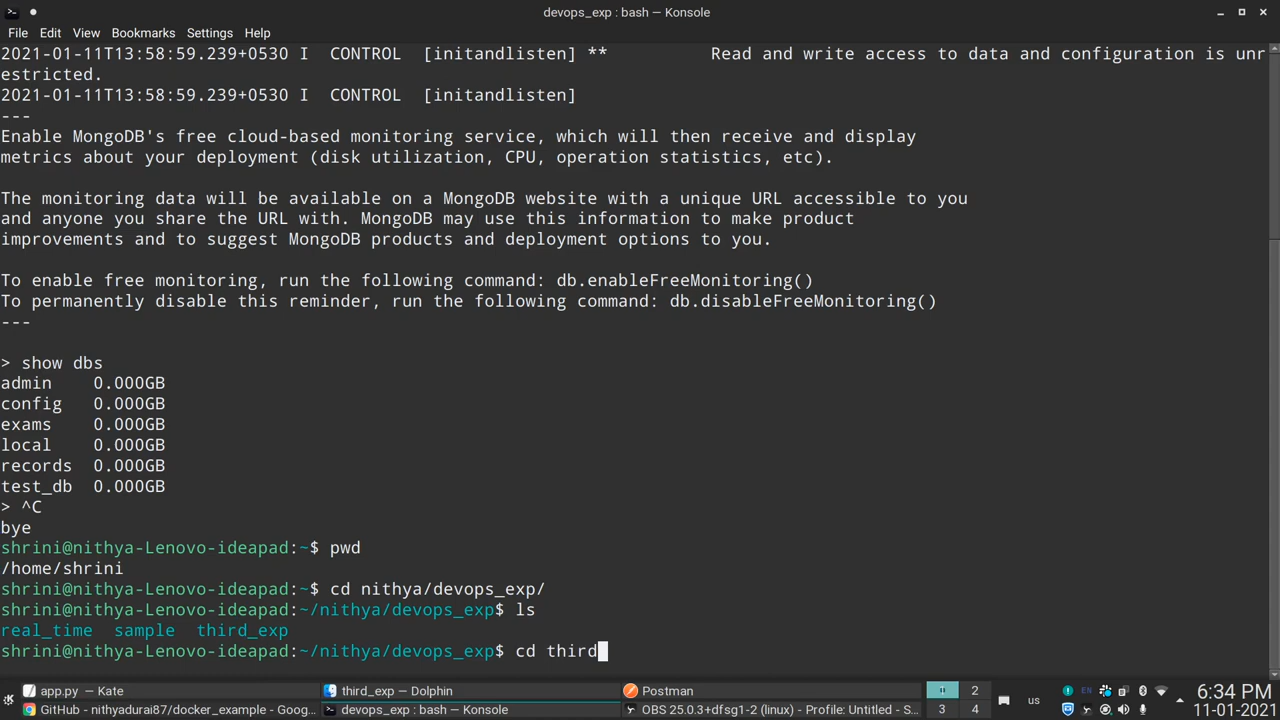 devops_exp : bash — Konsole
File Edit View Bookmarks Settings Help
2021-01-11T13:58:59.239+0530 I  CONTROL  [initandlisten] **          Read and write access to data and configuration is unr
estricted.
2021-01-11T13:58:59.239+0530 I  CONTROL  [initandlisten]
---
Enable MongoDB's free cloud-based monitoring service, which will then receive and display
metrics about your deployment (disk utilization, CPU, operation statistics, etc).
The monitoring data will be available on a MongoDB website with a unique URL accessible to you
and anyone you share the URL with. MongoDB may use this information to make product
improvements and to suggest MongoDB products and deployment options to you.
To enable free monitoring, run the following command: db.enableFreeMonitoring()
To permanently disable this reminder, run the following command: db.disableFreeMonitoring()
---
> show dbs
admin    0.000GB
config   0.000GB
exams    0.000GB
local    0.000GB
records  0.000GB
test_db  0.000GB
> ^C
bye
shrini@nithya-Lenovo-ideapad:~$ pwd
/home/shrini
shrini@nithya-Lenovo-ideapad:~$ cd nithya/devops_exp/
shrini@nithya-Lenovo-ideapad:~/nithya/devops_exp$ ls
real_time  sample  third_exp
shrini@nithya-Lenovo-ideapad:~/nithya/devops_exp$ cd third
app.py — Kate third_exp — Dolphin Postman 1 2 6:34 PM
GitHub - nithyadurai87/docker_example - Goog... devops_exp : bash — Konsole OBS 25.0.3+dfsg1-2 (linux) - Profile: Untitled - S... 3 4 us EN 11-01-2021